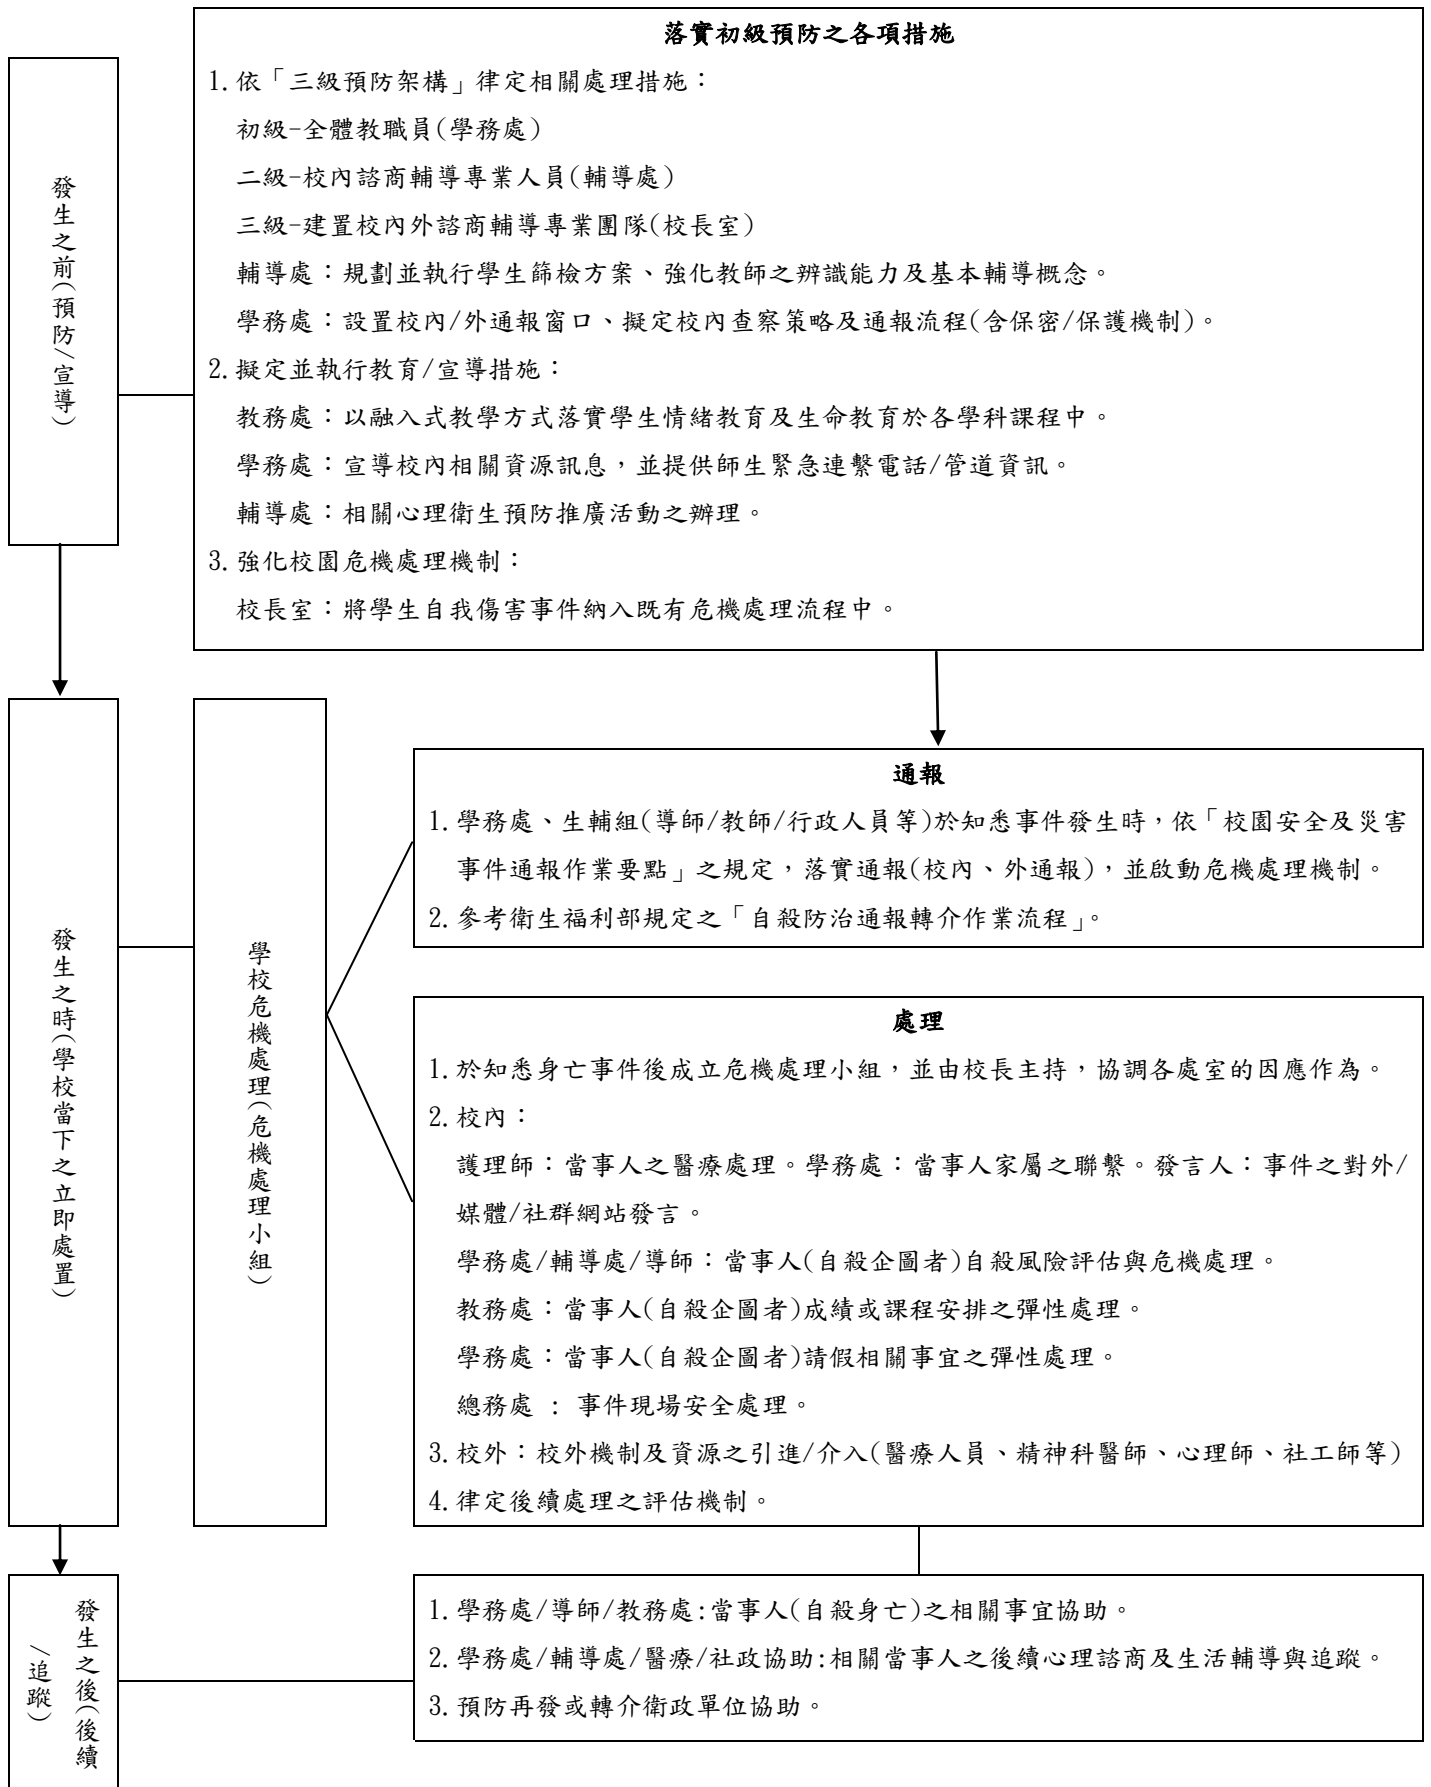 落實初級預防之各項措施
發生之前(預防/宣導)
1.依「三級預防架構」律定相關處理措施：
初級-全體教職員(學務處)
二級-校內諮商輔導專業人員(輔導處)
三級-建置校內外諮商輔導專業團隊(校長室)
輔導處：規劃並執行學生篩檢方案、強化教師之辨識能力及基本輔導概念。
學務處：設置校內/外通報窗口、擬定校內查察策略及通報流程(含保密/保護機制)。
2.擬定並執行教育/宣導措施：
教務處：以融入式教學方式落實學生情緒教育及生命教育於各學科課程中。
學務處：宣導校內相關資源訊息，並提供師生緊急連繫電話/管道資訊。
輔導處：相關心理衛生預防推廣活動之辦理。
3.強化校園危機處理機制：
校長室：將學生自我傷害事件納入既有危機處理流程中。
發生之時(學校當下之立即處置)
學校危機處理(危機處理小組)
通報
1.學務處、生輔組(導師/教師/行政人員等)於知悉事件發生時，依「校園安全及災害
事件通報作業要點」之規定，落實通報(校內、外通報)，並啟動危機處理機制。
2.參考衛生福利部規定之「自殺防治通報轉介作業流程」。
處理
1.於知悉身亡事件後成立危機處理小組，並由校長主持，協調各處室的因應作為。
2.校內：
護理師：當事人之醫療處理。學務處：當事人家屬之聯繫。發言人：事件之對外/
媒體/社群網站發言。
學務處/輔導處/導師：當事人(自殺企圖者)自殺風險評估與危機處理。
教務處：當事人(自殺企圖者)成績或課程安排之彈性處理。
學務處：當事人(自殺企圖者)請假相關事宜之彈性處理。
總務處 : 事件現場安全處理。
3.校外：校外機制及資源之引進/介入(醫療人員、精神科醫師、心理師、社工師等)
4.律定後續處理之評估機制。
發生之後(後續
/追蹤)
1.學務處/導師/教務處:當事人(自殺身亡)之相關事宜協助。
2.學務處/輔導處/醫療/社政協助:相關當事人之後續心理諮商及生活輔導與追蹤。
3.預防再發或轉介衛政單位協助。